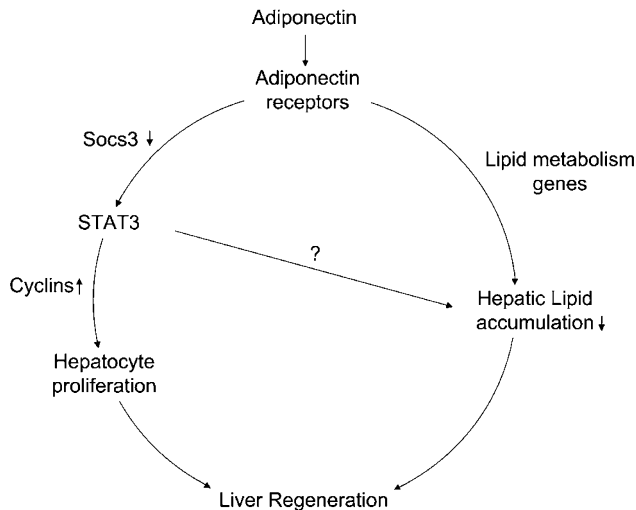 Adiponectin
Adiponectin
receptors
Socs3 ↓
Lipid metabolism
genes
STAT3
?
Cyclins ↑
Hepatic Lipid
accumulation ↓
Hepatocyte
proliferation
Liver Regeneration